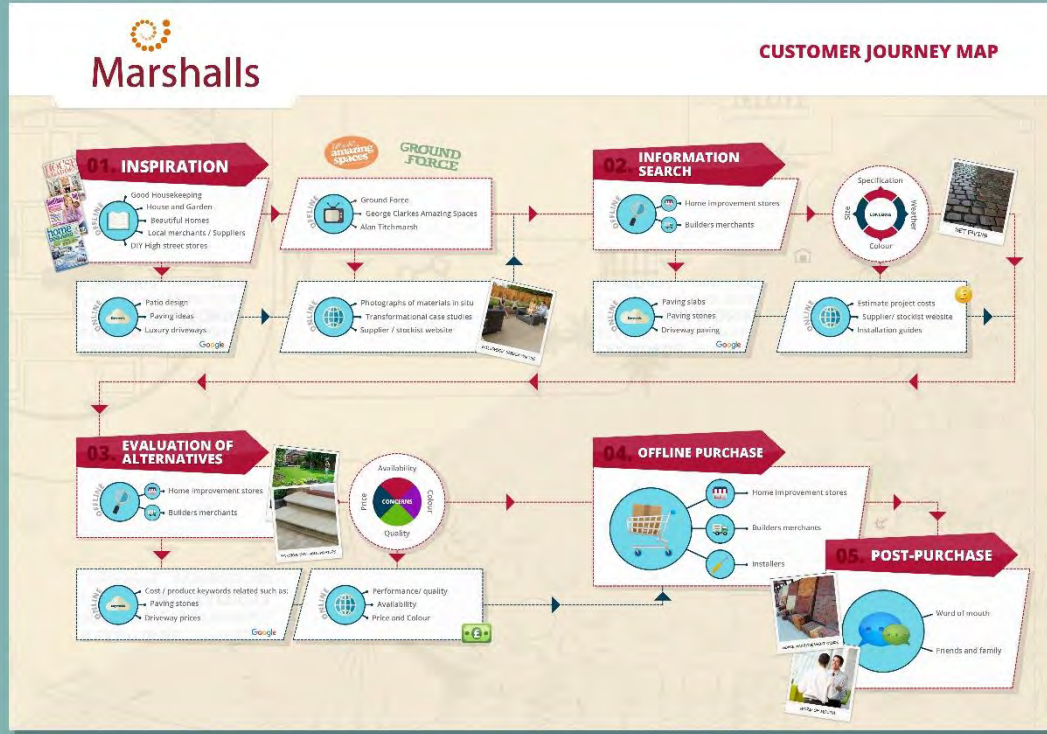 Marshalls
CUSTOMER JOURNEY MAP
amazing
spaces
GROUND
FORCE
01. INSPIRATION
OFFLINE
Good Housekeeping
House and Garden
Beautiful Homes
Local merchants / Suppliers
DIY High street stores
OFFLINE
Ground Force
George Clarkes Amazing Spaces
Alan Titchmarsh
ONLINE
Patio design
Paving ideas
Luxury driveways
Google
ONLINE
Photographs of materials in situ
Transformational case studies
Supplier / stockist website
02. INFORMATION
SEARCH
OFFLINE
Home improvement stores
Builders merchants
Specification
Weather
Colour
Site
ONLINE
Paving slabs
Paving stones
Driveway paving
Google
ONLINE
Estimate project costs
Supplier/ stockist website
Installation guides
03. EVALUATION OF
ALTERNATIVES
OFFLINE
Home improvement stores
Builders merchants
Availability
Colour
Quality
Price
CONCERNS
ONLINE
Cost / product keywords related such as:
Paving stones
Driveway prices
Google
ONLINE
Performance/ quality
Availability
Price and Colour
£
04. OFFLINE PURCHASE
Home improvement stores
Builders merchants
Installers
05. POST-PURCHASE
Word of mouth
Friends and family
WORD OF MOUTH